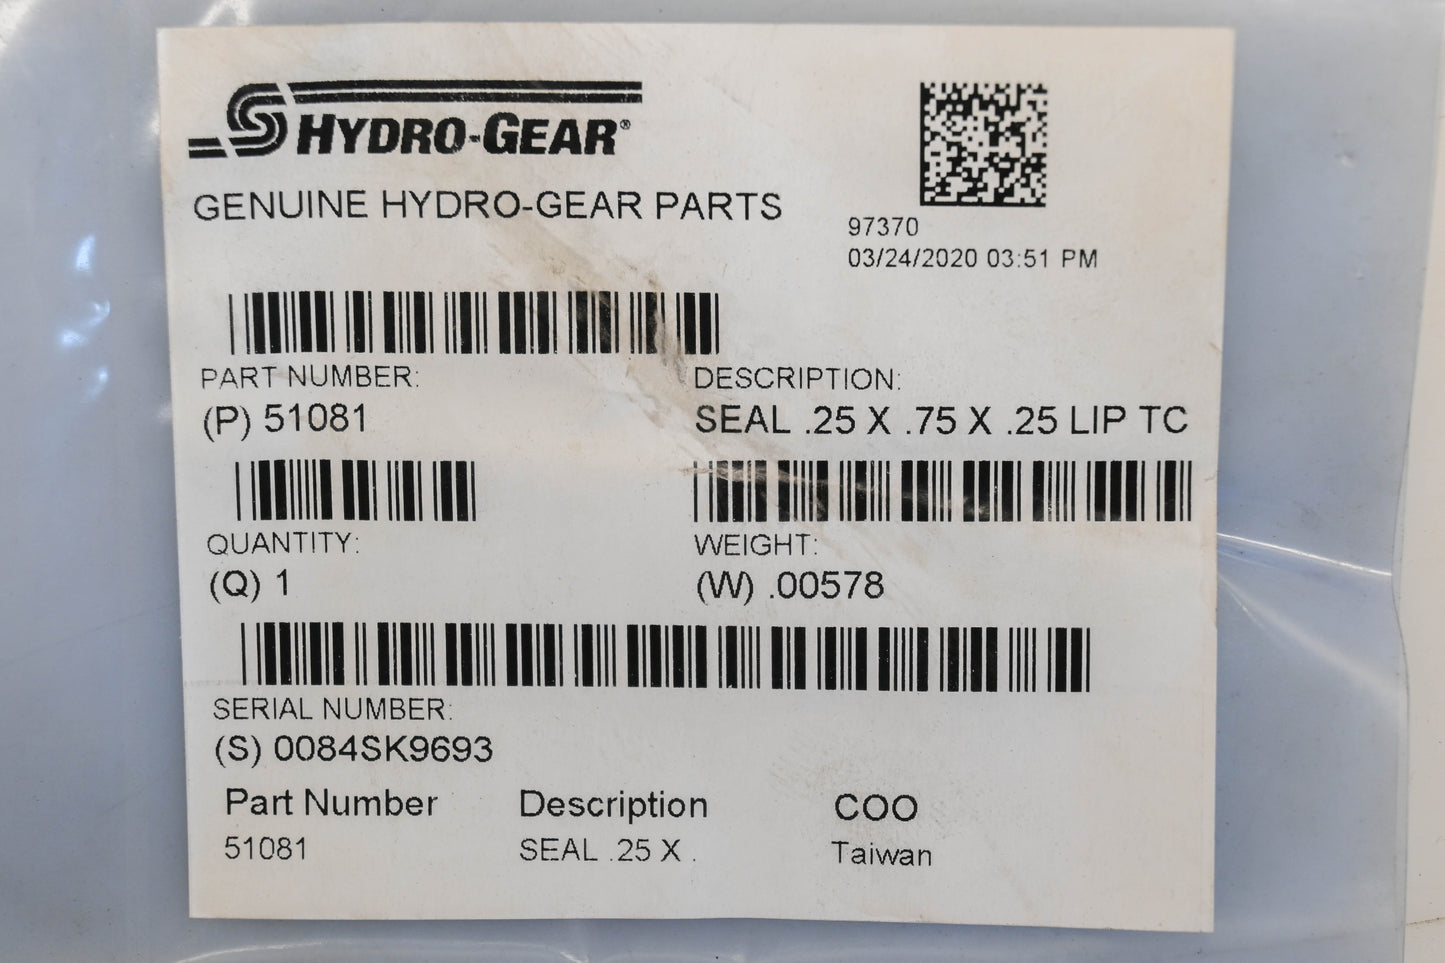 HYDRO-GEAR®
GENUINE HYDRO-GEAR PARTS
97370
03/24/2020 03:51 PM
PART NUMBER:
(P) 51081
DESCRIPTION:
SEAL .25 X .75 X .25 LIP TC
QUANTITY:
(Q) 1
WEIGHT:
(W) .00578
SERIAL NUMBER:
(S) 0084SK9693
Part Number Description COO
51081 SEAL .25 X . Taiwan